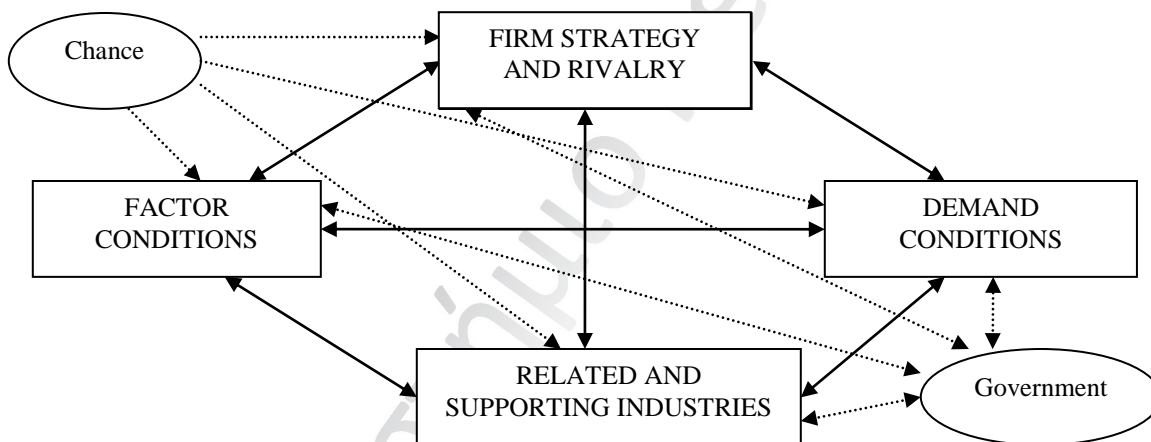 Chance
FIRM STRATEGY
AND RIVALRY
FACTOR
CONDITIONS
DEMAND
CONDITIONS
RELATED AND
SUPPORTING INDUSTRIES
Government